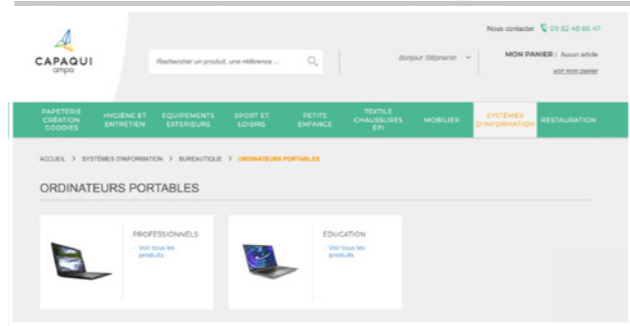 Nous contacter 09 82 48 66 47
CAPAQUI
ampa
Rechercher un produit, une référence ...
Bonjour Stéphanie
MON PANIER : Aucun article
voir mon panier
PAPETERIE CRÉATION GOODIES
HYGIÈNE ET ENTRETIEN
EQUIPEMENTS EXTERIEURS
SPORT ET LOISIRS
PETITE ENFANCE
TEXTILE CHAUSSURES EPI
MOBILIER
SYSTÈMES D'INFORMATION
RESTAURATION
ACCUEIL > SYSTÈMES D'INFORMATION > BUREAUTIQUE > ORDINATEURS PORTABLES
ORDINATEURS PORTABLES
PROFESSIONNELS
- Voir tous les
produits
EDUCATION
- Voir tous les
produits